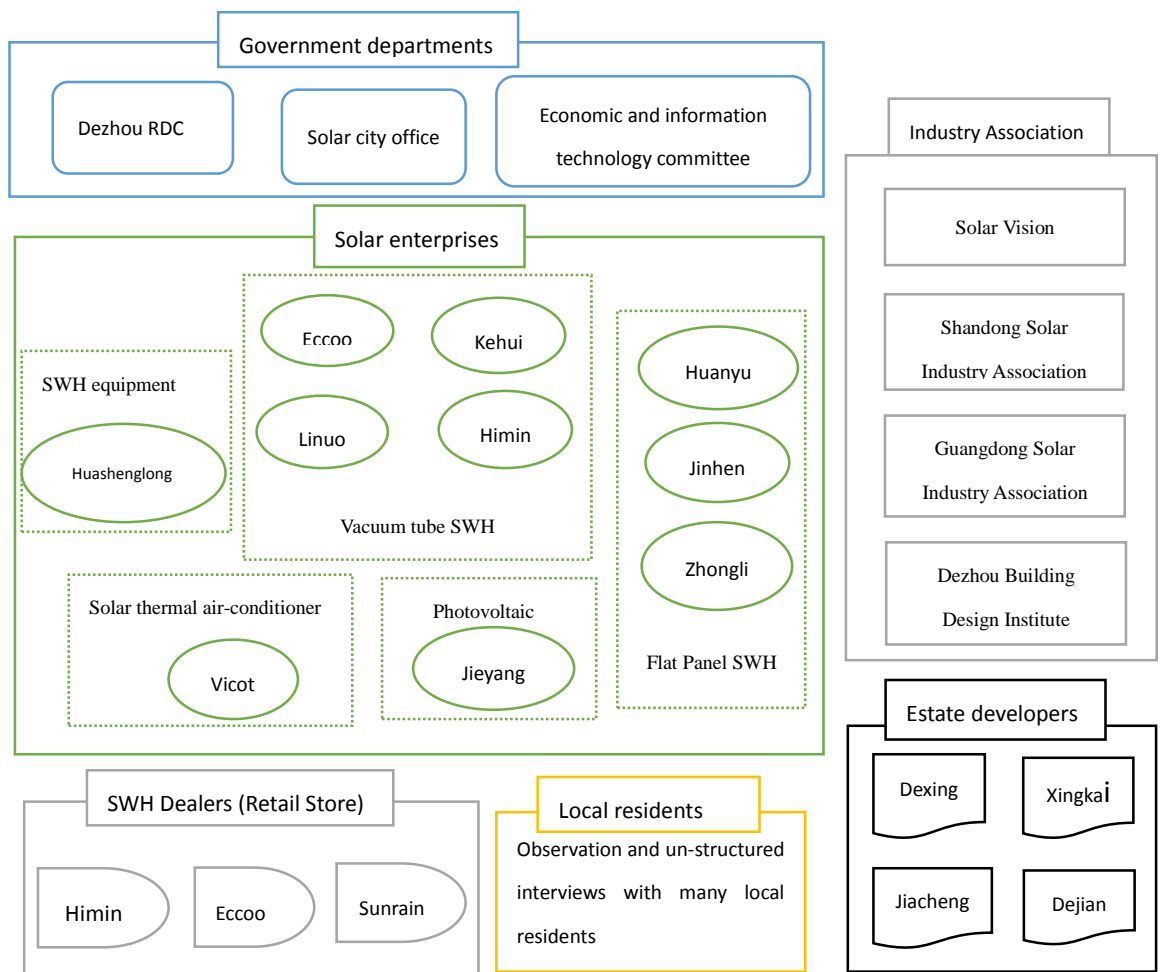 Government departments
Dezhou RDC
Solar city office
Economic and information
technology committee
Industry Association
Solar Vision
Shandong Solar
Industry Association
Guangdong Solar
Industry Association
Dezhou Building
Design Institute
Solar enterprises
SWH equipment
Huashenglong
Eccoo
Kehui
Linuo
Himin
Vacuum tube SWH
Huanyu
Jinhen
Zhongli
Flat Panel SWH
Solar thermal air-conditioner
Vicot
Photovoltaic
Jieyang
Estate developers
Dexing
Xingkai
Jiacheng
Dejian
SWH Dealers (Retail Store)
Himin
Eccoo
Sunrain
Local residents
Observation and un-structured
interviews with many local
residents